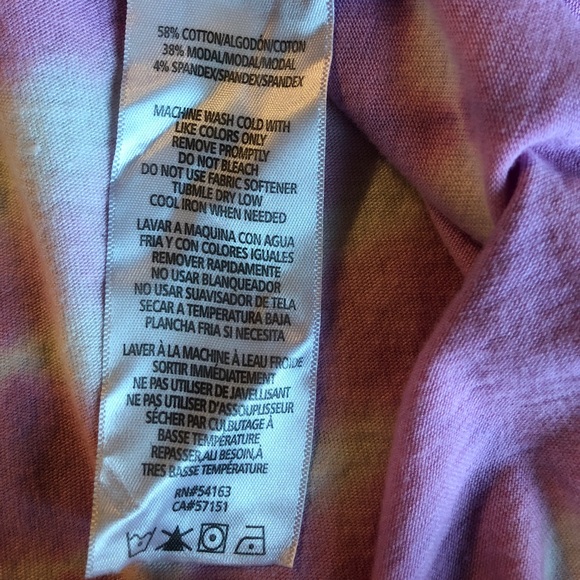 58% COTTON/ALGODÓN/COTON
38% MODAL/MODAL/MODAL
4% SPANDEX/SPANDEX/SPANDEX
MACHINE WASH COLD WITH
LIKE COLORS ONLY
REMOVE PROMPTLY
DO NOT BLEACH
DO NOT USE FABRIC SOFTENER
TUBMLE DRY LOW
COOL IRON WHEN NEEDED
LAVAR A MAQUINA CON AGUA
FRIA Y CON COLORES IGUALES
REMOVER RAPIDAMENTE
NO USAR BLANQUEADOR
NO USAR SUAVISADOR DE TELA
SECAR A TEMPERATURA BAJA
PLANCHA FRIA SI NECESITA
LAVER À LA MACHINE À LEAU FROIDE
SORTIR IMMÉDIATEMENT
NE PAS UTILISER DE JAVELLISANT
NE PAS UTILISER D'ASSOUPLISSEUR
SÉCHER PAR CULBUTAGE À
BASSE TEMPÉRATURE
REPASSER,AU BESOIN,À
TRES BASSE TEMPÉRATURE
RN#54163
CA#57151